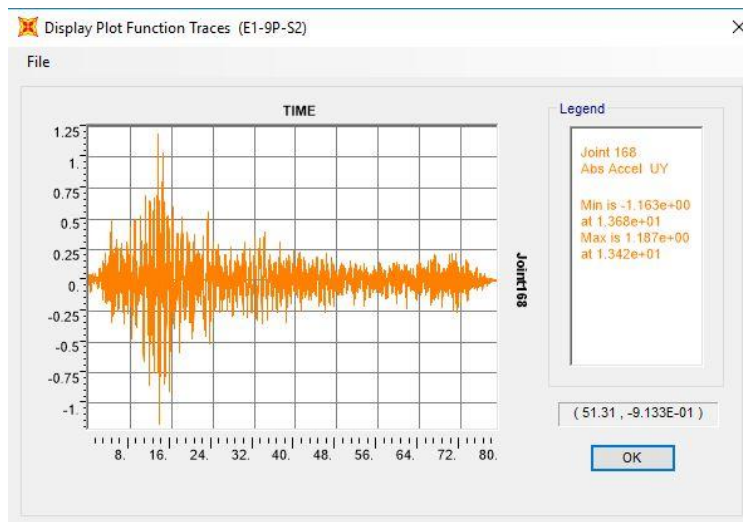 Display Plot Function Traces (E1-9P-S2)
File
TIME
Legend
1.25
1.
0.75
0.5
0.25
0.
-0.25
-0.5
-0.75
-1.
8. 16. 24. 32. 40. 48. 56. 64. 72. 80.
Joint168
Joint 168
Abs Accel UY
Min is -1.163e+00
at 1.368e+01
Max is 1.187e+00
at 1.342e+01
( 51.31 , -9.133E-01 )
OK